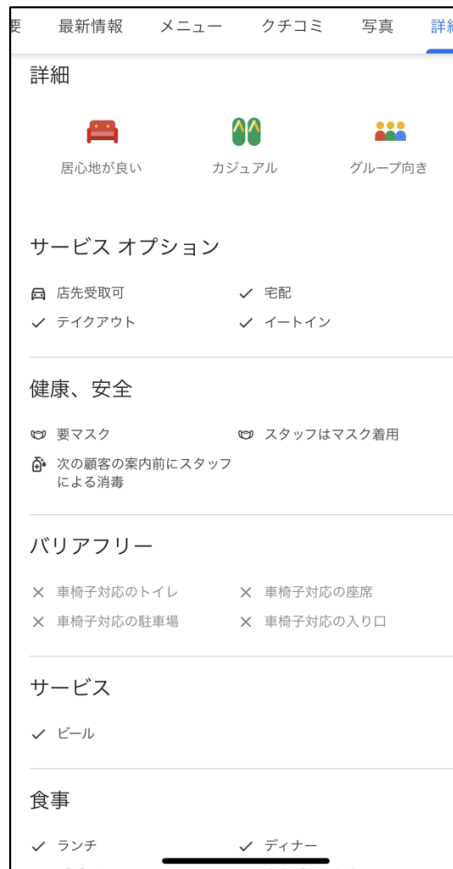 要 最新情報 メニュー クチコミ 写真 詳細
詳細
居心地が良い カジュアル グループ向き
サービス オプション
店先受取可 宅配
テイクアウト イートイン
健康、安全
要マスク スタッフはマスク着用
次の顧客の案内前にスタッフ
による消毒
バリアフリー
車椅子対応のトイレ 車椅子対応の座席
車椅子対応の駐車場 車椅子対応の入り口
サービス
ビール
食事
ランチ ディナー